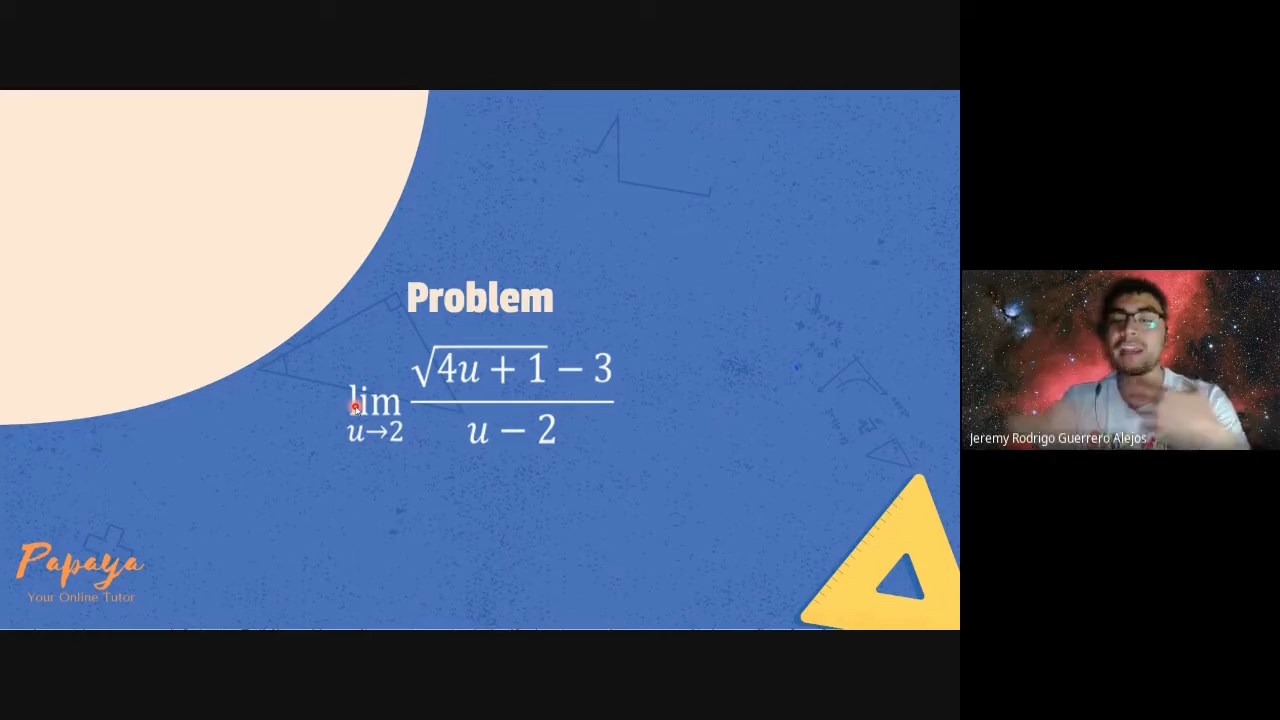 Problem
√4u + 1 − 3
lim
u→2
u − 2
Jeremy Rodrigo Guerrero Alejos
Papaya
Your Online Tutor